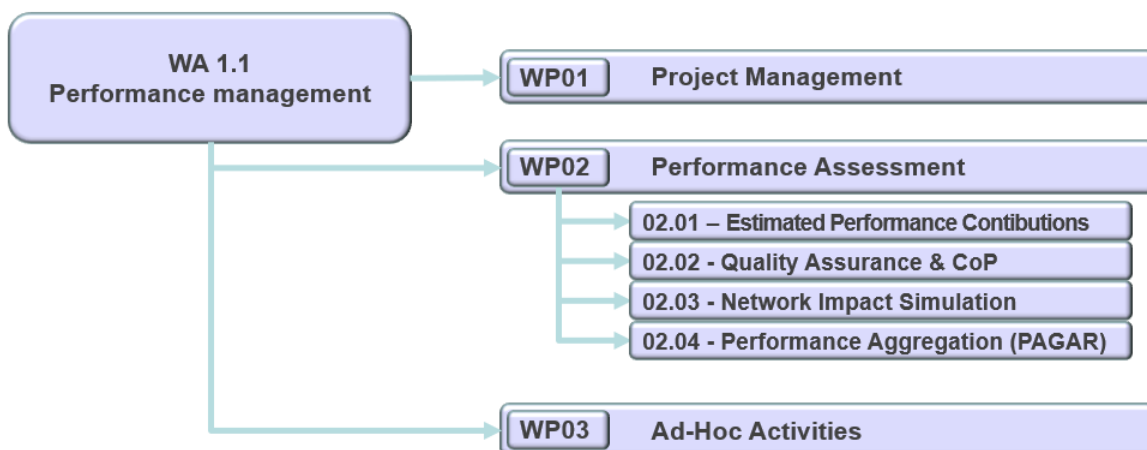 WA 1.1
Performance management
WP01 Project Management
WP02 Performance Assessment
02.01 – Estimated Performance Contibutions
02.02 - Quality Assurance & CoP
02.03 - Network Impact Simulation
02.04 - Performance Aggregation (PAGAR)
WP03 Ad-Hoc Activities